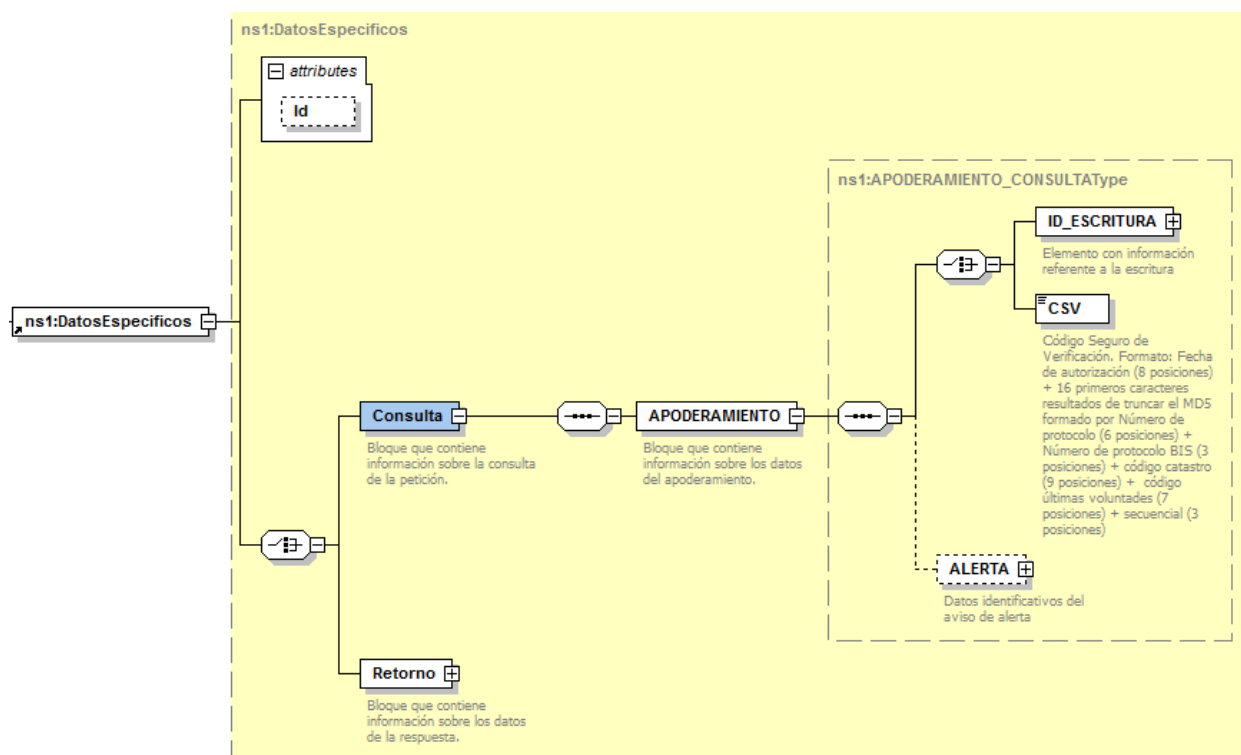 ns1:DatosEspecificos
attributes
Id
ns1:APODERAMIENTO_CONSULTAType
ID_ESCRITURA
Elemento con información
referente a la escritura
ns1:DatosEspecificos
CSV
Código Seguro de
Verificación. Formato: Fecha
de autorización (8 posiciones)
+ 16 primeros caracteres
resultados de truncar el MD5
formado por Número de
protocolo (6 posiciones) +
Número de protocolo BIS (3
posiciones) + código catastro
(9 posiciones) + código
últimas voluntades (7
posiciones) + secuencial (3
posiciones)
Consulta
Bloque que contiene
información sobre la consulta
de la petición.
APODERAMIENTO
Bloque que contiene
información sobre los datos
del apoderamiento.
ALERTA
Datos identificativos del
aviso de alerta
Retorno
Bloque que contiene
información sobre los datos
de la respuesta.